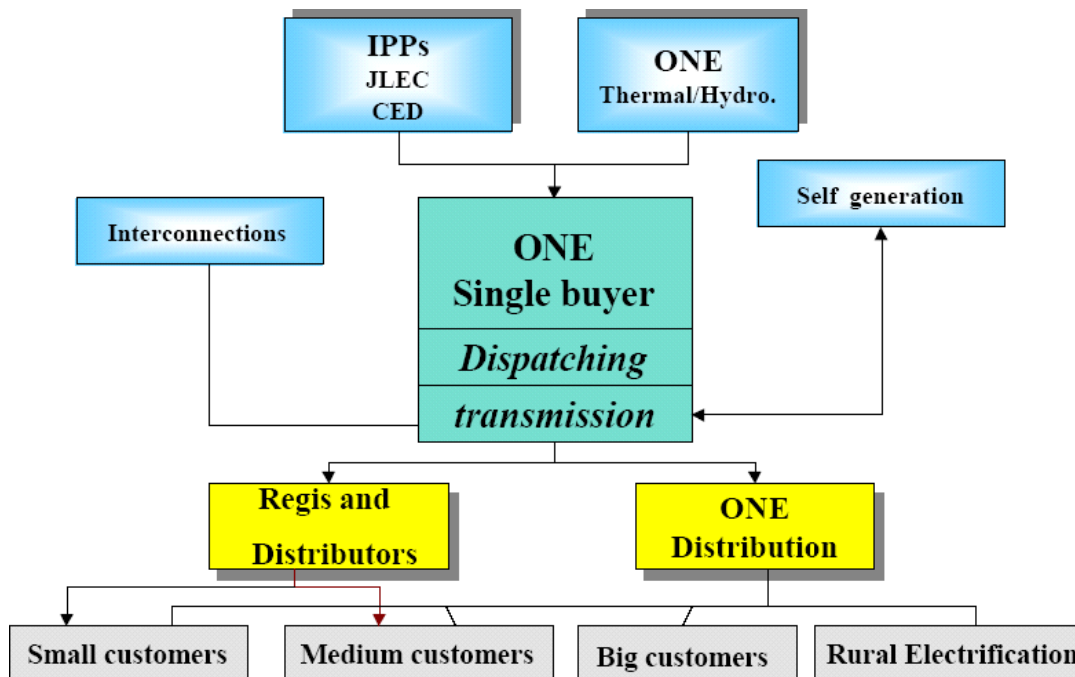 IPPs
JLEC
CED
ONE
Thermal/Hydro.
Self generation
Interconnections
ONE
Single buyer
Dispatching
transmission
Regis and
Distributors
ONE
Distribution
Small customers
Medium customers
Big customers
Rural Electrification